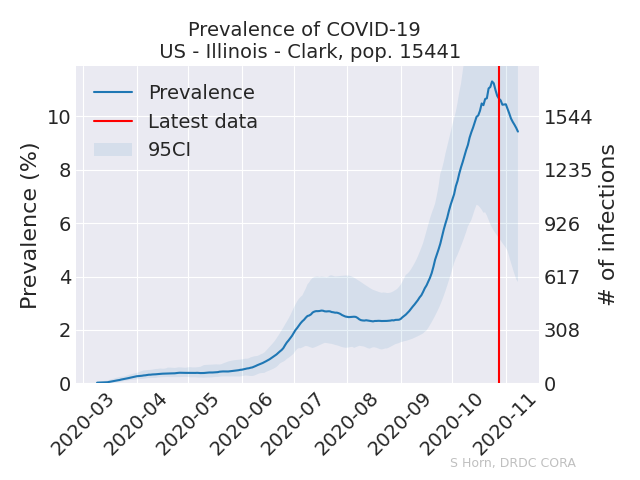 Prevalence of COVID-19
US - Illinois - Clark, pop. 15441
Prevalence
Latest data
95CI
Prevalence (%)
10
8
6
4
2
0
1544
1235
926
617
308
0
# of infections
2020-03
2020-04
2020-05
2020-06
2020-07
2020-08
2020-09
2020-10
2020-11
S Horn, DRDC CORA